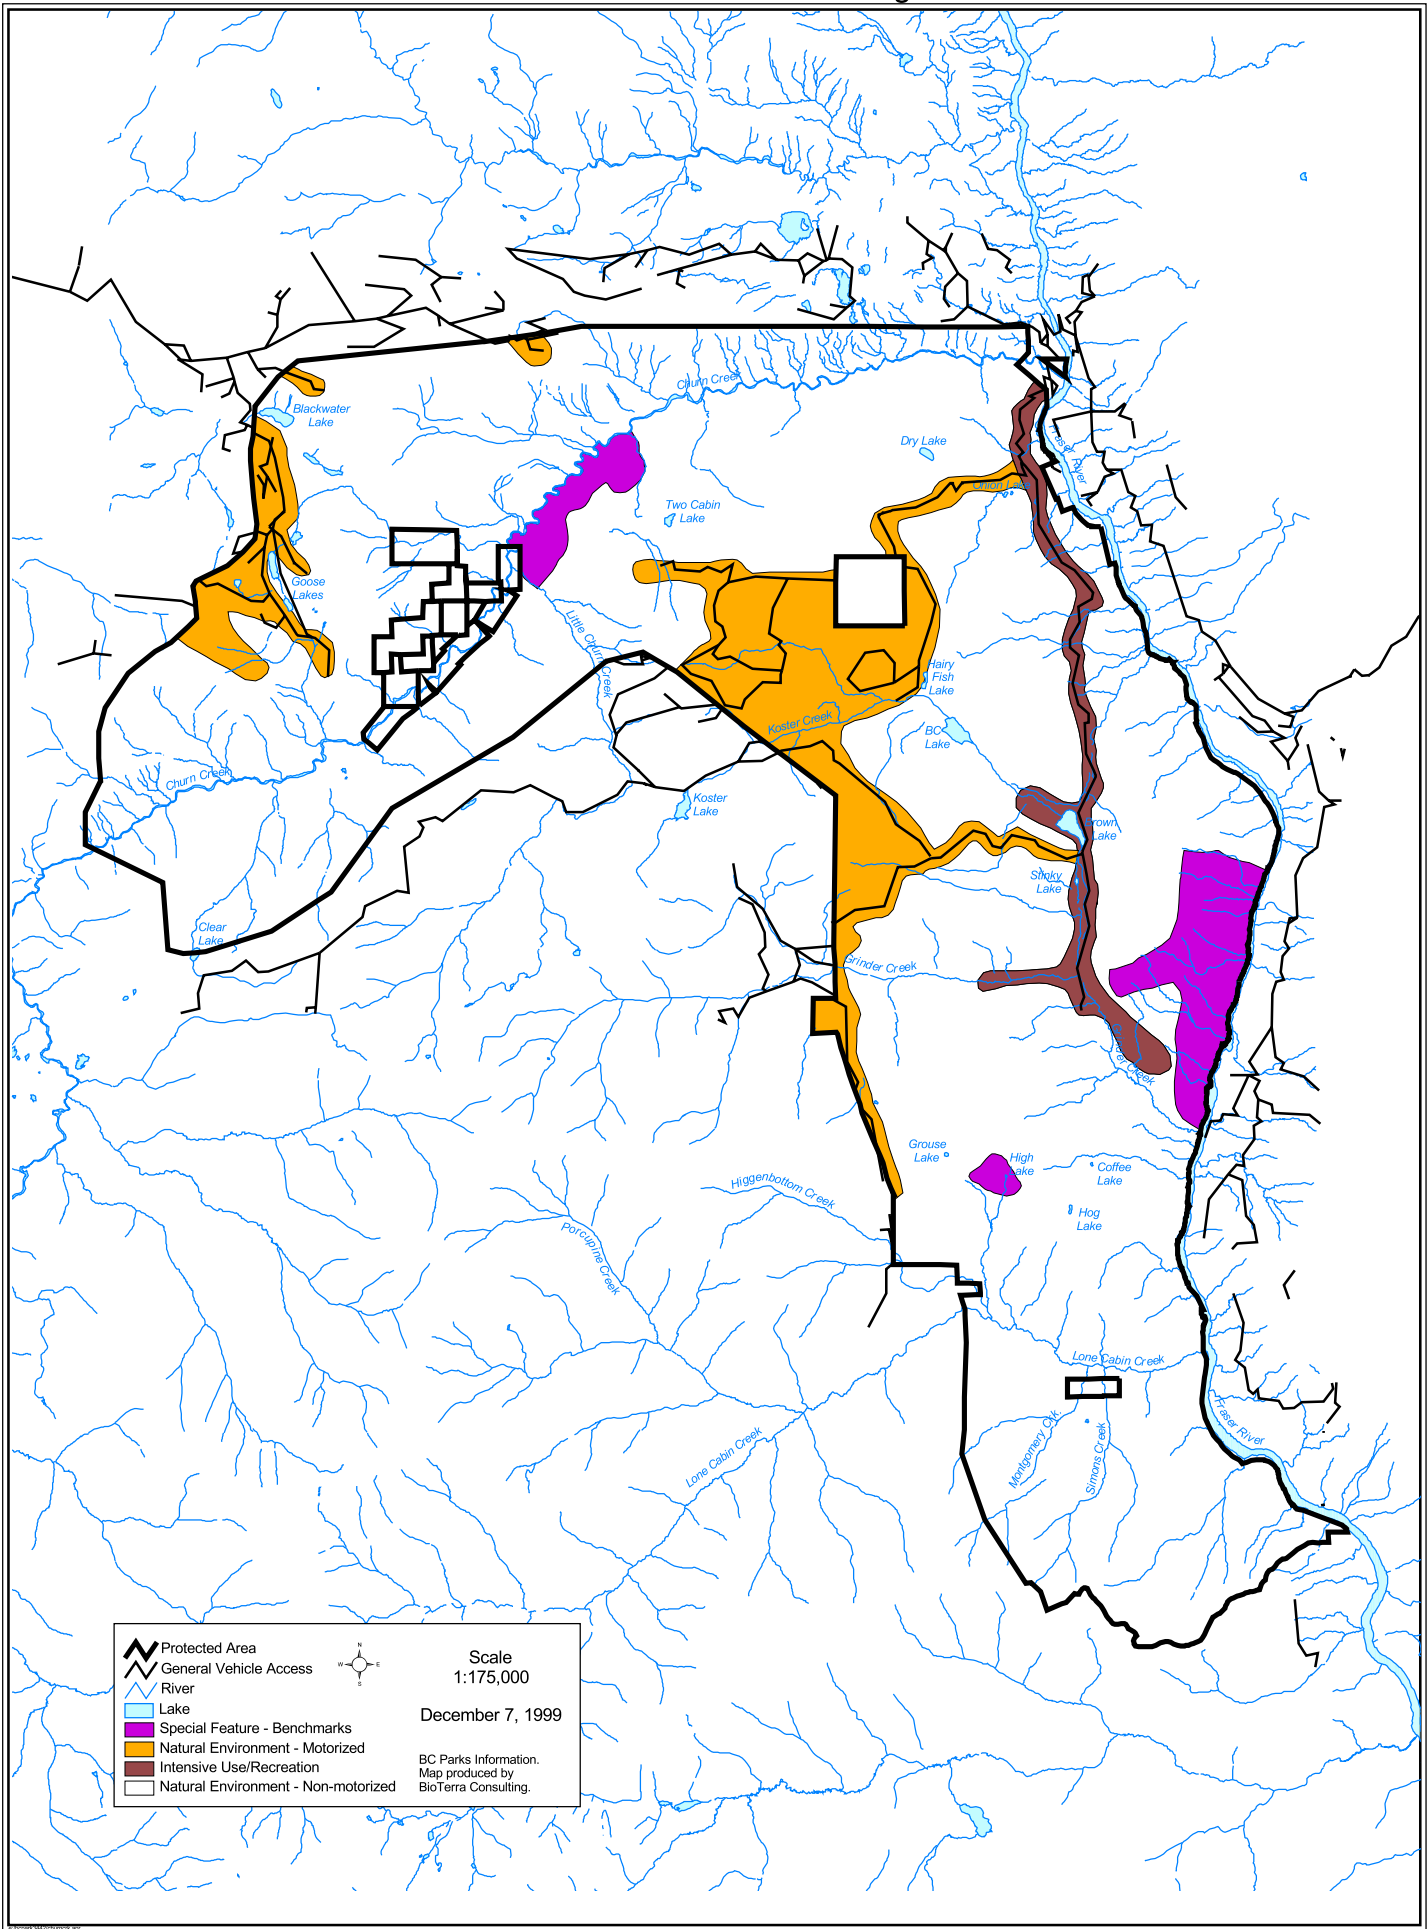 Churn Creek
Blackwater
Lake
Dry Lake
Fraser River
Onion Lake
Two Cabin
Lake
Goose
Lakes
Little Churn Creek
Hairy
Fish
Lake
Koster Creek
BC
Lake
Churn Creek
Koster
Lake
Brown
Lake
Stinky
Lake
Clear
Lake
Grinder Creek
Grinder Creek
Grouse
Lake
High
Lake
Coffee
Lake
Higgenbottom Creek
Hog
Lake
Porcupine Creek
Lone Cabin Creek
Fraser River
Montgomery Crk.
Simons Creek
Lone Cabin Creek
Protected Area
General Vehicle Access
River
Lake
Special Feature - Benchmarks
Natural Environment - Motorized
Intensive Use/Recreation
Natural Environment - Non-motorized
N
W
E
S
Scale
1:175,000
December 7, 1999
BC Parks Information.
Map produced by
BioTerra Consulting.